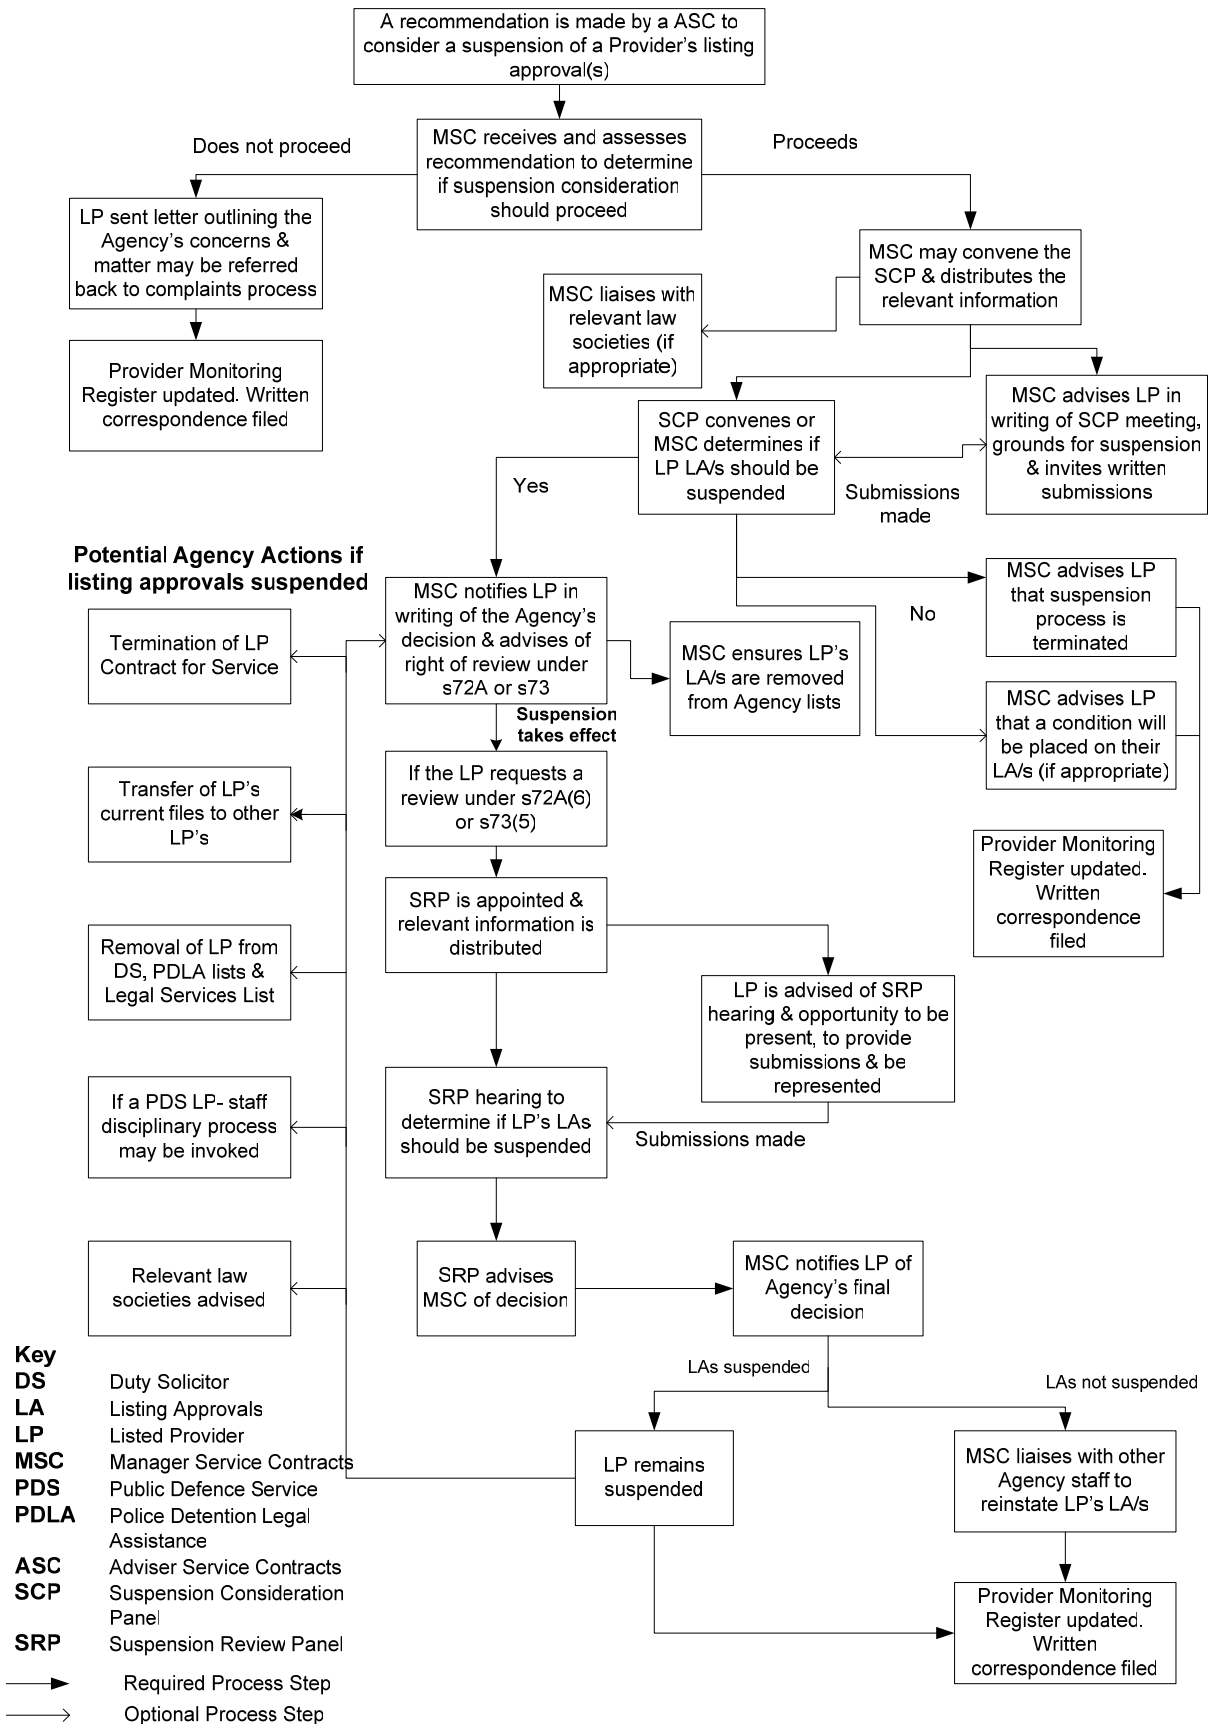 A recommendation is made by a ASC to
consider a suspension of a Provider's listing
approval(s)
Does not proceed
MSC receives and assesses
recommendation to determine
if suspension consideration
should proceed
Proceeds
LP sent letter outlining the
Agency's concerns &
matter may be referred
back to complaints process
MSC may convene the
SCP & distributes the
relevant information
MSC liaises with
relevant law
societies (if
appropriate)
Provider Monitoring
Register updated. Written
correspondence filed
SCP convenes or
MSC determines if
LP LA/s should be
suspended
MSC advises LP in
writing of SCP meeting,
grounds for suspension
& invites written
submissions
Yes
Submissions
made
Potential Agency Actions if
listing approvals suspended
MSC notifies LP in
writing of the Agency's
decision & advises of
right of review under
s72A or s73
No
MSC advises LP
that suspension
process is
terminated
Termination of LP
Contract for Service
MSC ensures LP's
LA/s are removed
from Agency lists
MSC advises LP
that a condition will
be placed on their
LA/s (if appropriate)
Suspension
takes effect
Transfer of LP's
current files to other
LP's
If the LP requests a
review under s72A(6)
or s73(5)
Provider Monitoring
Register updated.
Written
correspondence
filed
SRP is appointed &
relevant information is
distributed
Removal of LP from
DS, PDLA lists &
Legal Services List
LP is advised of SRP
hearing & opportunity to be
present, to provide
submissions & be
represented
If a PDS LP- staff
disciplinary process
may be invoked
SRP hearing to
determine if LP's LAs
should be suspended
Submissions made
Relevant law
societies advised
SRP advises
MSC of decision
MSC notifies LP of
Agency's final
decision
LAs suspended
LAs not suspended
LP remains
suspended
MSC liaises with other
Agency staff to
reinstate LP's LA/s
Provider Monitoring
Register updated.
Written
correspondence filed
Key
DS Duty Solicitor
LA Listing Approvals
LP Listed Provider
MSC Manager Service Contracts
PDS Public Defence Service
PDLA Police Detention Legal
Assistance
ASC Adviser Service Contracts
SCP Suspension Consideration
Panel
SRP Suspension Review Panel
Required Process Step
Optional Process Step